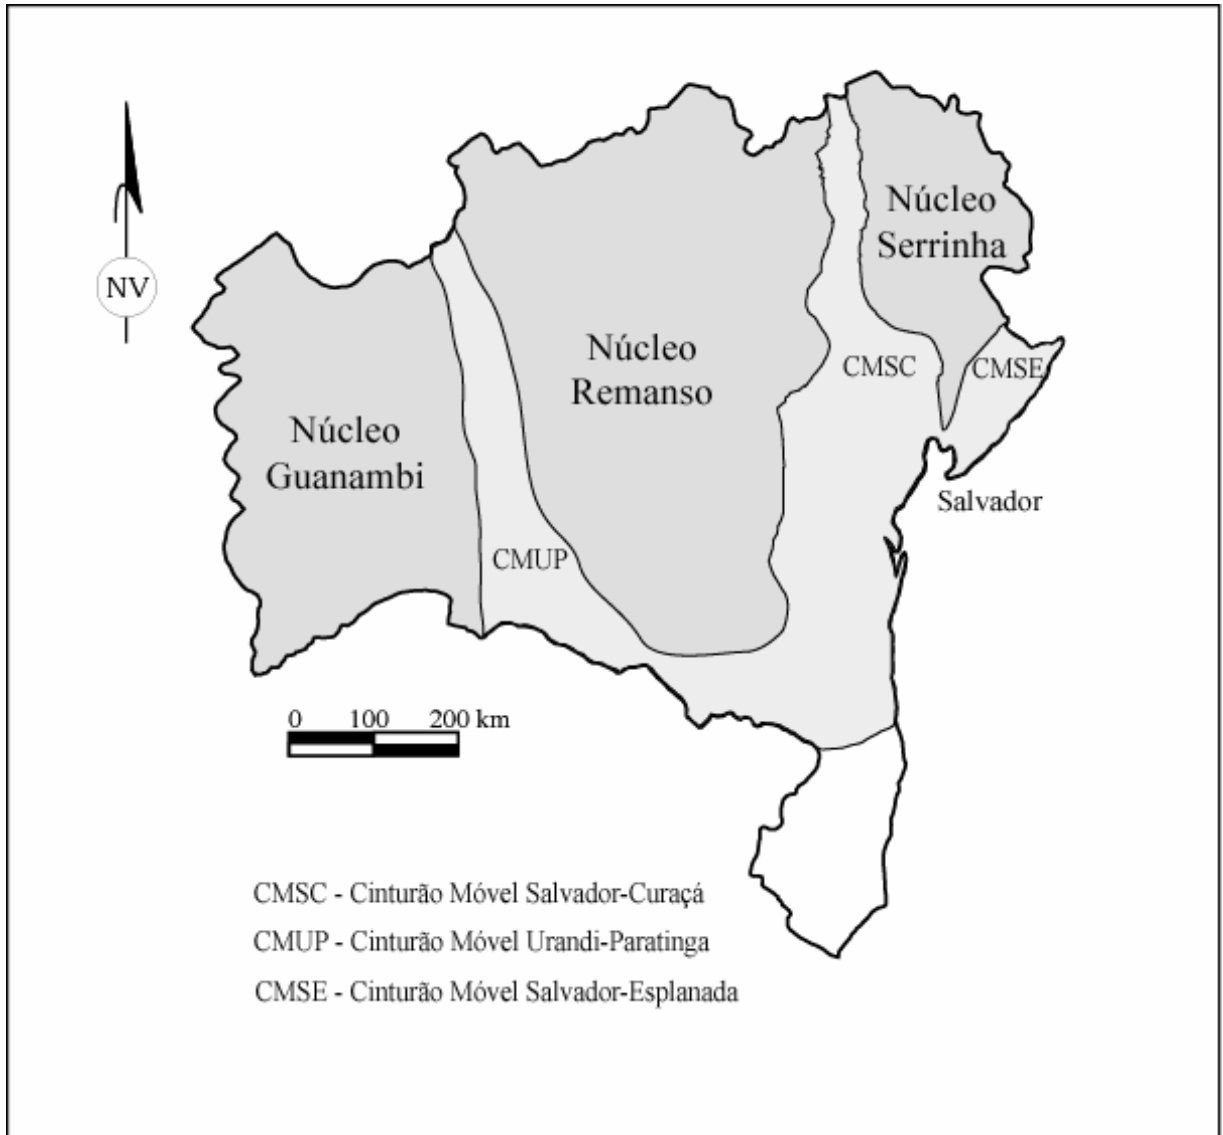 Núcleo
Serrinha
NV
Núcleo
Remanso
CMSC
CMSE
Núcleo
Guanambi
Salvador
CMUP
0 100 200 km
CMSC - Cinturão Móvel Salvador-Curaçá
CMUP - Cinturão Móvel Urandi-Paratinga
CMSE - Cinturão Móvel Salvador-Esplanada